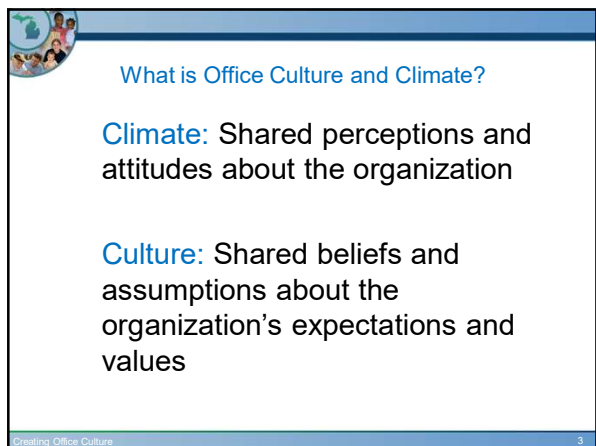 What is Office Culture and Climate?
Climate: Shared perceptions and
attitudes about the organization
Culture: Shared beliefs and
assumptions about the
organization's expectations and
values
Creating Office Culture
3